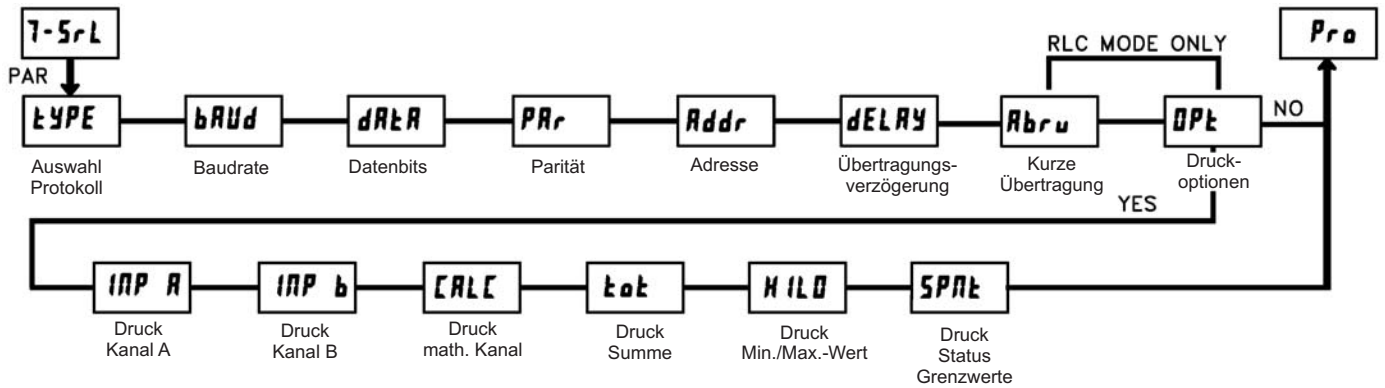 7-SrL
Pro
RLC MODE ONLY
PAR
tYPE
bAUd
dAtA
PAr
Addr
dELAY
Abru
OPt
NO
Auswahl
Protokoll
Baudrate
Datenbits
Parität
Adresse
Übertragungs-
verzögerung
Kurze
Übertragung
Druck-
optionen
YES
INP A
INP b
CALC
tot
HILO
SPNt
Druck
Kanal A
Druck
Kanal B
Druck
math. Kanal
Druck
Summe
Druck
Min./Max.-Wert
Druck
Status
Grenzwerte